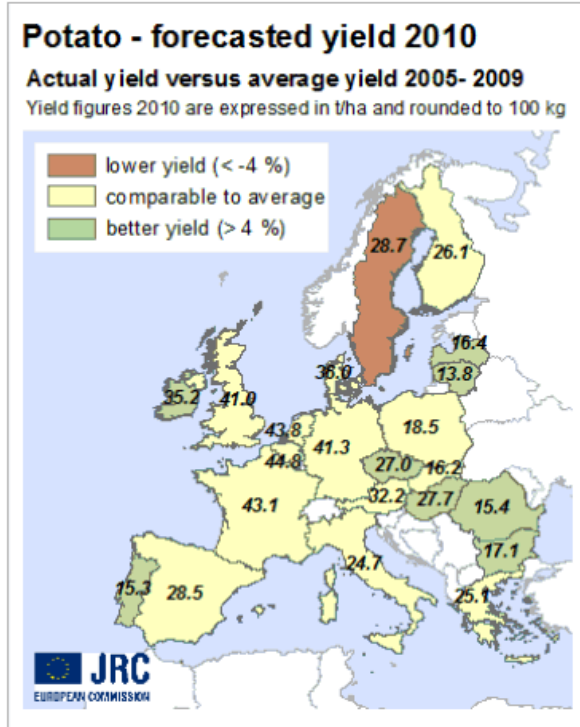 Potato - forecasted yield 2010
Actual yield versus average yield 2005- 2009
Yield figures 2010 are expressed in t/ha and rounded to 100 kg
lower yield (< -4 %)
comparable to average
better yield (> 4 %)
28.7
26.1
16.4
13.8
36.0
35.2
41.0
43.8
41.3
18.5
44.8
27.0
16.2
32.2
27.7
15.4
43.1
17.1
24.7
15.3
28.5
25.1
JRC
EUROPEAN COMMISSION